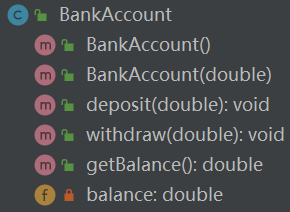 BankAccount
BankAccount()
BankAccount(double)
deposit(double): void
withdraw(double): void
getBalance(): double
balance: double